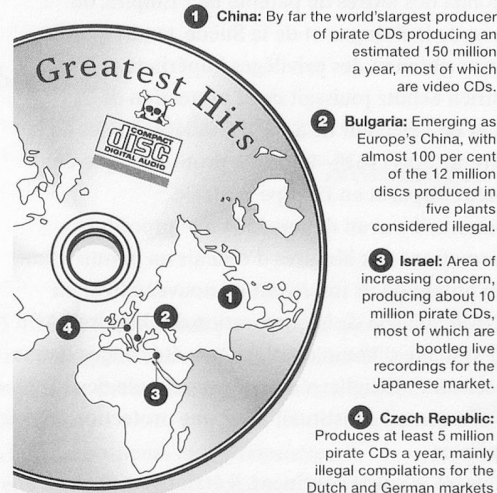 Greatest Hits
COMPACT
disc
DIGITAL AUDIO
1
2
3
4
1 China: By far the world'slargest producer
of pirate CDs producing an
estimated 150 million
a year, most of which
are video CDs.
2 Bulgaria: Emerging as
Europe's China, with
almost 100 per cent
of the 12 million
discs produced in
five plants
considered illegal.
3 Israel: Area of
increasing concern,
producing about 10
million pirate CDs,
most of which are
bootleg live
recordings for the
Japanese market.
4 Czech Republic:
Produces at least 5 million
pirate CDs a year, mainly
illegal compilations for the
Dutch and German markets